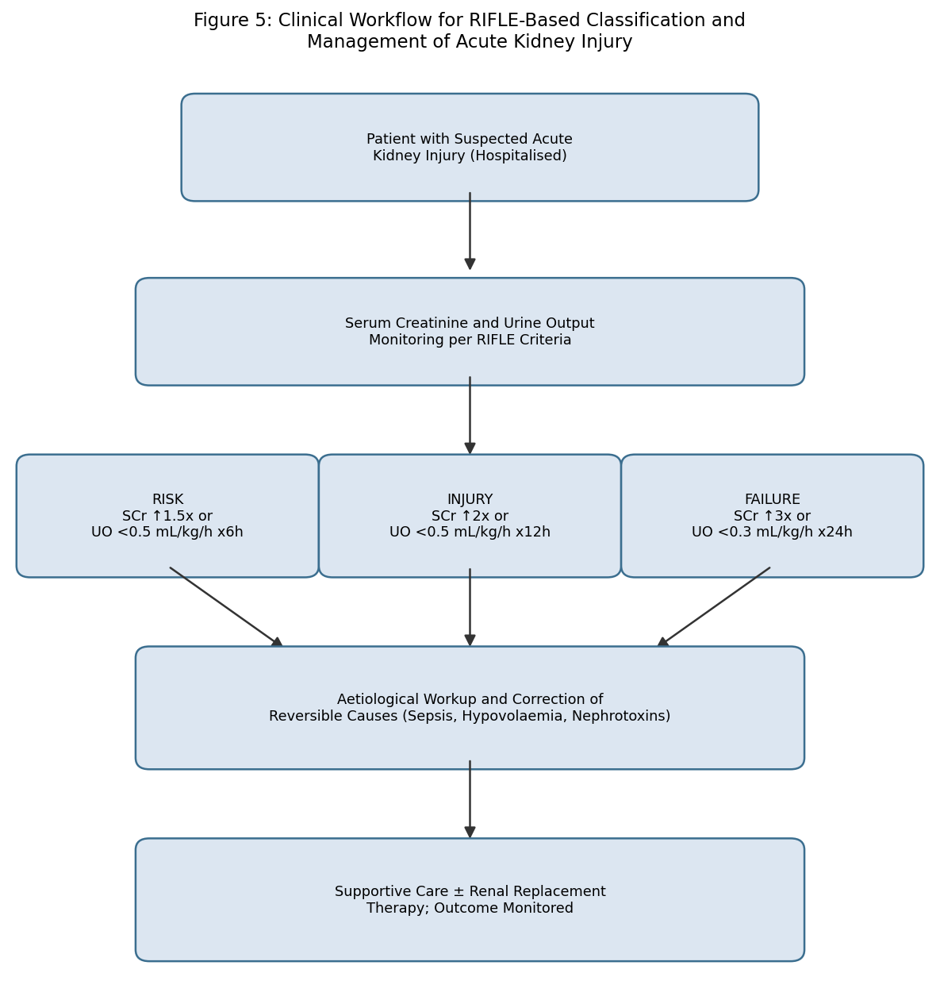 Figure 5: Clinical Workflow for RIFLE-Based Classification and
Management of Acute Kidney Injury
Patient with Suspected Acute
Kidney Injury (Hospitalised)
Serum Creatinine and Urine Output
Monitoring per RIFLE Criteria
RISK
SCr ↑1.5x or
UO <0.5 mL/kg/h x6h
INJURY
SCr ↑2x or
UO <0.5 mL/kg/h x12h
FAILURE
SCr ↑3x or
UO <0.3 mL/kg/h x24h
Aetiological Workup and Correction of
Reversible Causes (Sepsis, Hypovolaemia, Nephrotoxins)
Supportive Care ± Renal Replacement
Therapy; Outcome Monitored